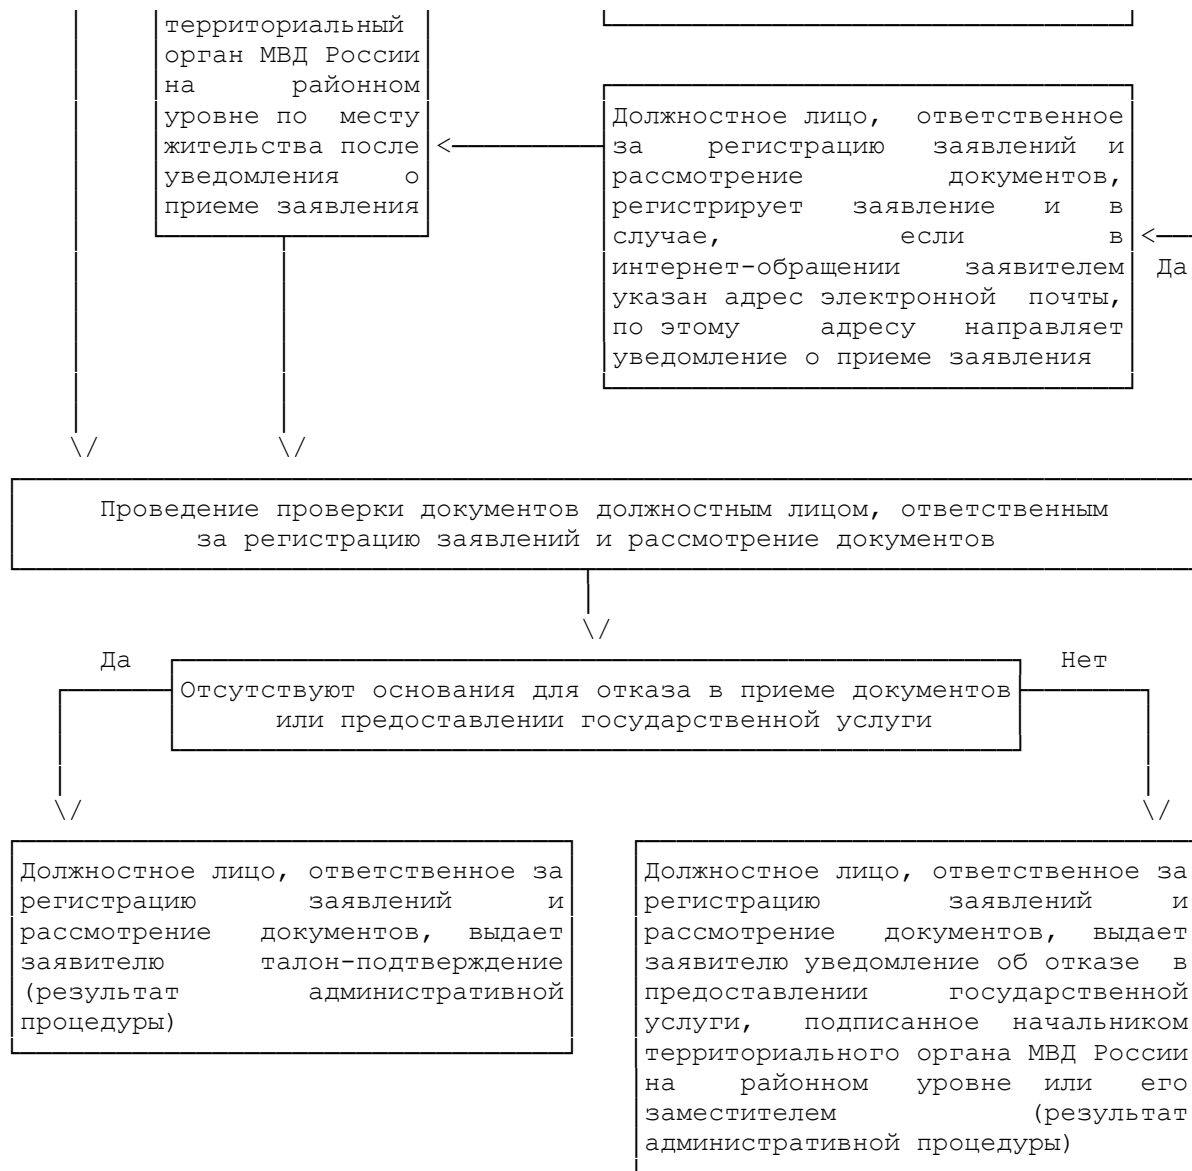 территориальный
орган МВД России
на районном
уровне по месту
жительства после
уведомления о
приеме заявления
Должностное лицо, ответственное
за регистрацию заявлений и
рассмотрение документов,
регистрирует заявление и в
случае, если в
интернет-обращении заявителем
указан адрес электронной почты,
по этому адресу направляет
уведомление о приеме заявления
Да
Проведение проверки документов должностным лицом, ответственным
за регистрацию заявлений и рассмотрение документов
Да
Нет
Отсутствуют основания для отказа в приеме документов
или предоставлении государственной услуги
Должностное лицо, ответственное за
регистрацию заявлений и
рассмотрение документов, выдает
заявителю талон-подтверждение
(результат административной
процедуры)
Должностное лицо, ответственное за
регистрацию заявлений и
рассмотрение документов, выдает
заявителю уведомление об отказе в
предоставлении государственной
услуги, подписанное начальником
территориального органа МВД России
на районном уровне или его
заместителем (результат
административной процедуры)